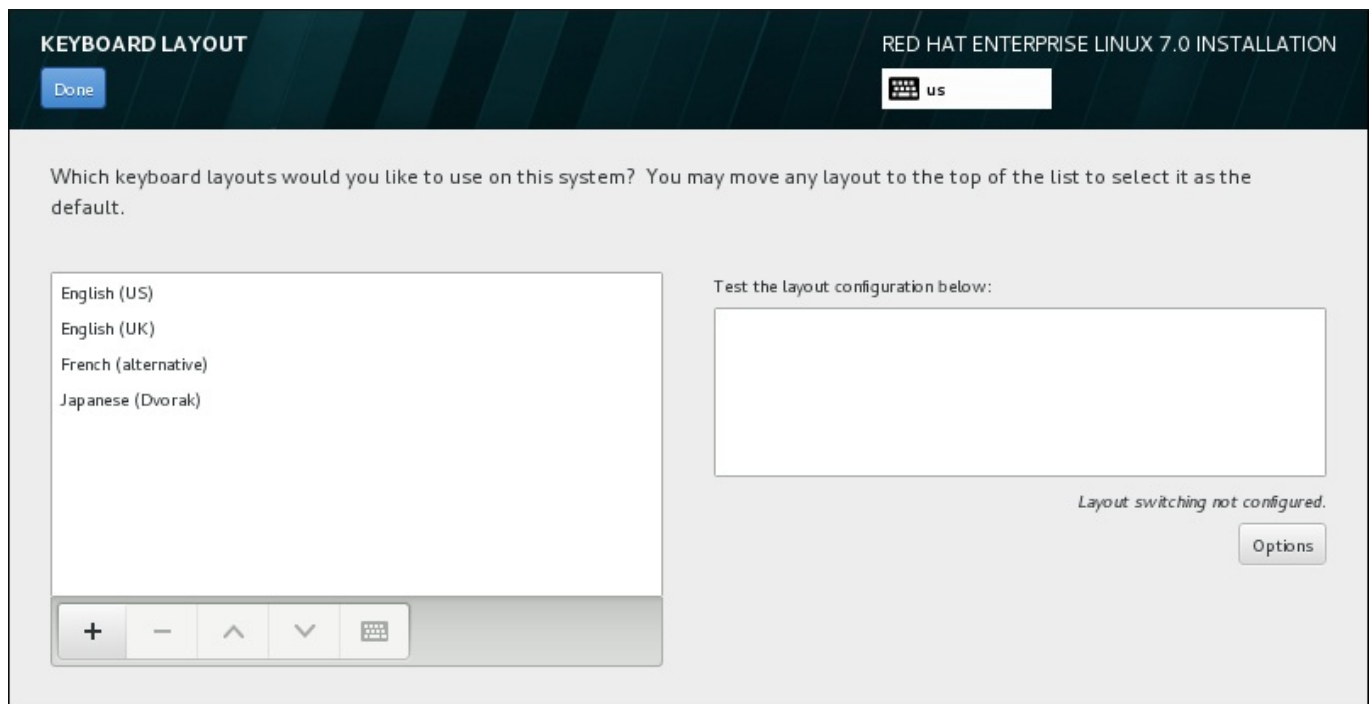 KEYBOARD LAYOUT
RED HAT ENTERPRISE LINUX 7.0 INSTALLATION
Done
us
Which keyboard layouts would you like to use on this system?  You may move any layout to the top of the list to select it as the
default.
English (US)
English (UK)
French (alternative)
Japanese (Dvorak)
Test the layout configuration below:
Layout switching not configured.
Options